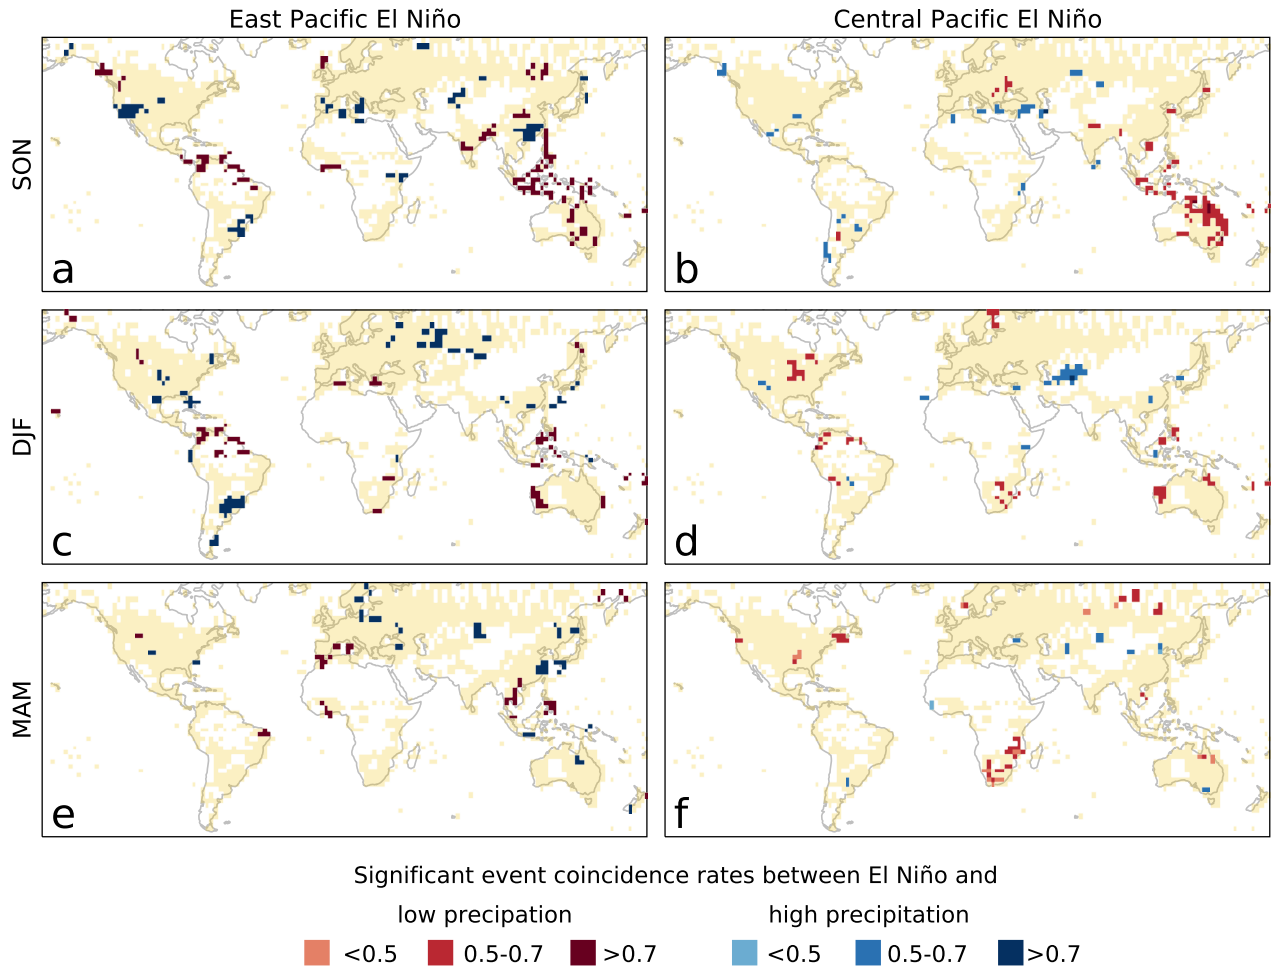 East Pacific El Niño
Central Pacific El Niño
SON
a
b
DJF
c
d
MAM
e
f
Significant event coincidence rates between El Niño and
low precipation
high precipitation
<0.5
0.5-0.7
>0.7
<0.5
0.5-0.7
>0.7